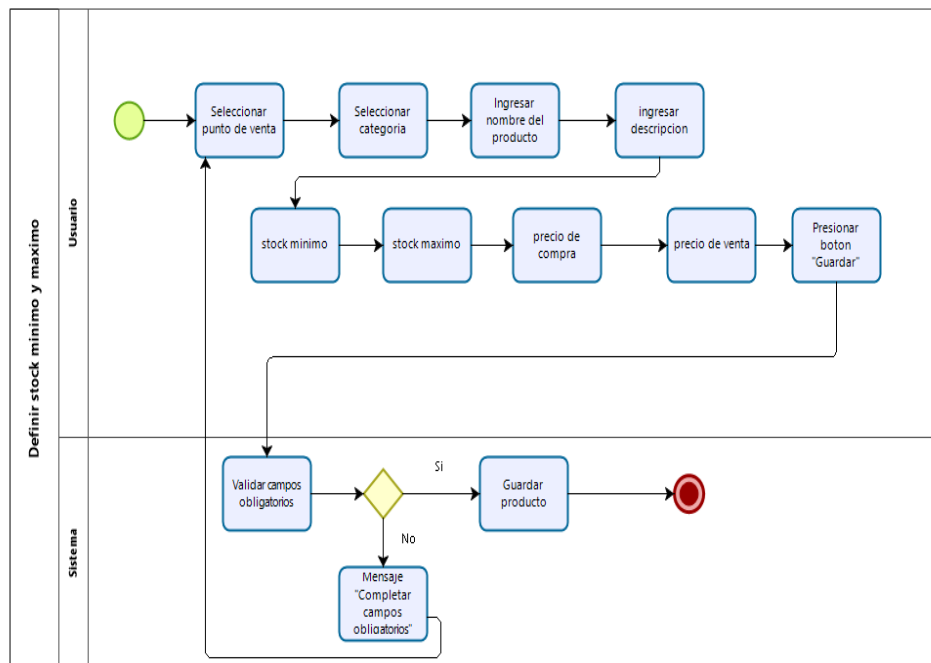 Definir stock minimo y maximo
Usuario
Seleccionar
punto de venta
Seleccionar
categoria
Ingresar
nombre del
producto
ingresar
descripcion
stock minimo
stock maximo
precio de
compra
precio de venta
Presionar
boton
"Guardar"
Sistema
Validar campos
obligatorios
Si
Guardar
producto
No
Mensaje
"Completar
campos
obligatorios"